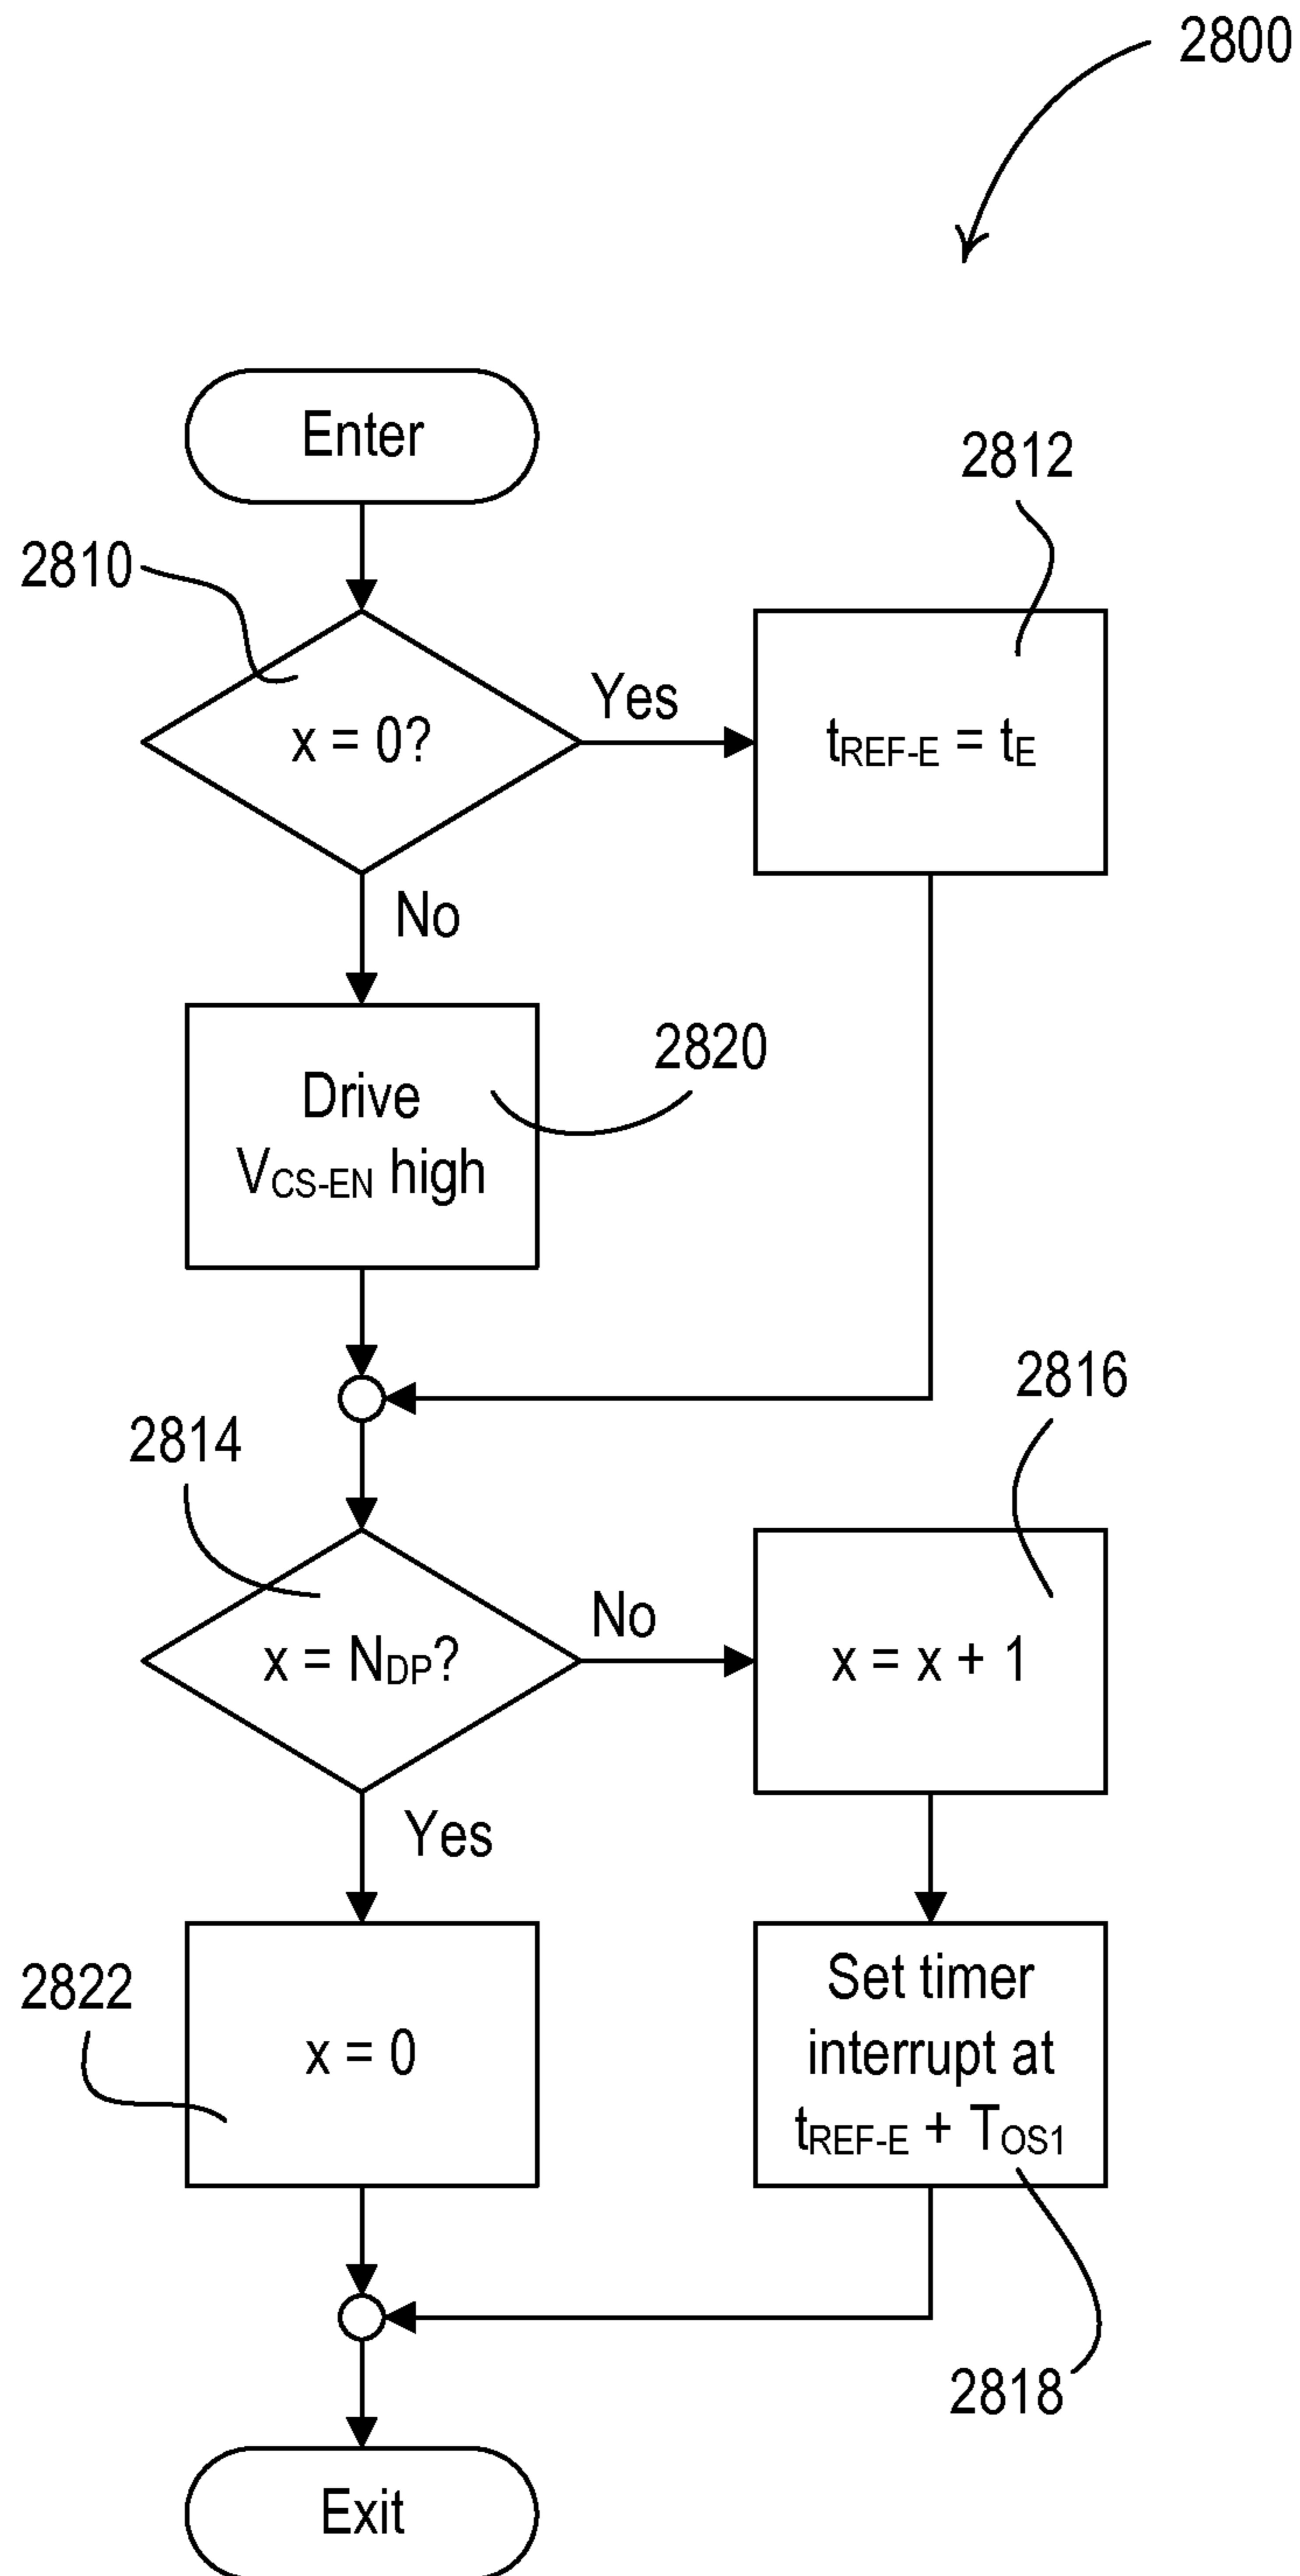 2800
Enter
2812
2810
Yes
x = 0?
tREF-E = tE
No
2820
Drive
VCS-EN high
2816
2814
No
x = NDP?
x = x + 1
Yes
Set timer
interrupt at
tREF-E + TOS1
2822
x = 0
2818
Exit